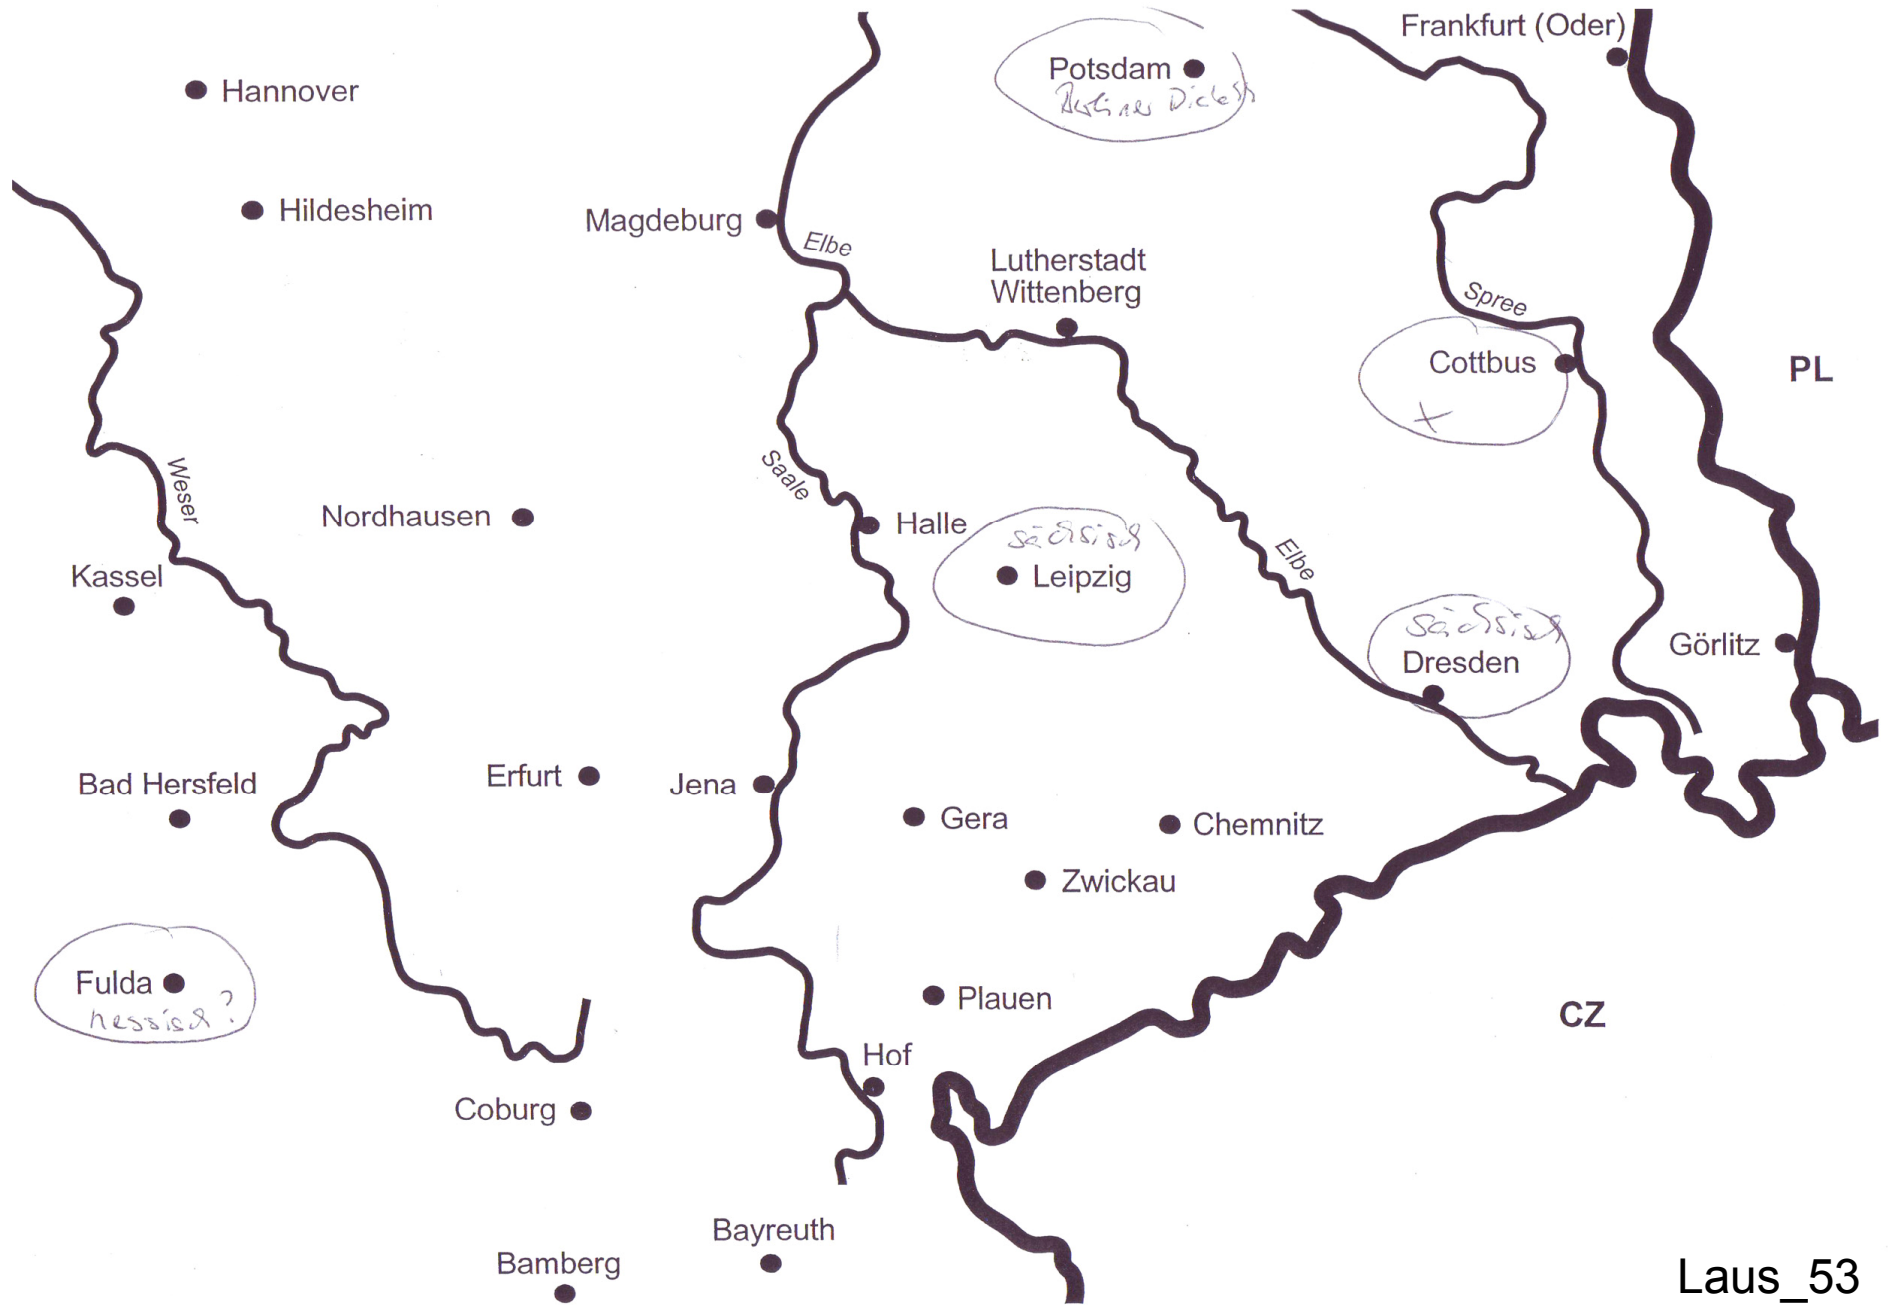 Frankfurt (Oder)
Potsdam
Berliner Dialekt
Hannover
Hildesheim
Magdeburg
Elbe
Lutherstadt
Wittenberg
Spree
Cottbus
X
PL
Weser
Saale
Nordhausen
Halle
sächsisch
Leipzig
Elbe
Kassel
sächsisch
Dresden
Görlitz
Bad Hersfeld
Erfurt
Jena
Gera
Chemnitz
Zwickau
Fulda
hessisch?
Plauen
CZ
Hof
Coburg
Bayreuth
Bamberg
Laus_53